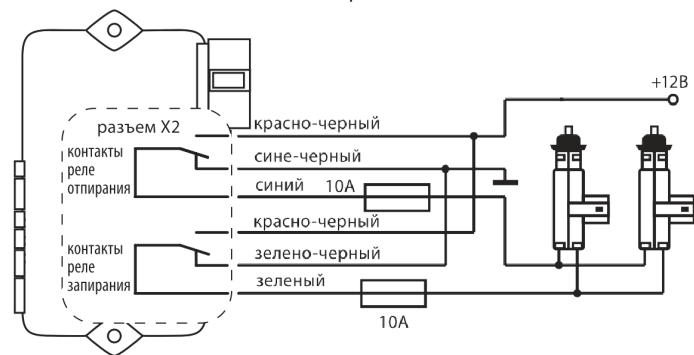 +12В
разъем X2
красно-черный
контакты
реле
отпирания
сине-черный
синий
10А
красно-черный
контакты
реле
запирания
зелено-черный
зеленый
10А